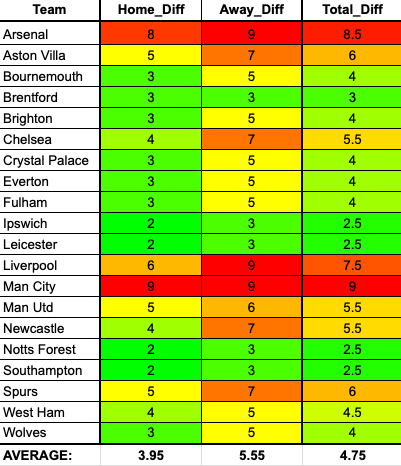 Team Home_Diff Away_Diff Total_Diff
Arsenal 8 9 8.5
Aston Villa 5 7 6
Bournemouth 3 5 4
Brentford 3 3 3
Brighton 3 5 4
Chelsea 4 7 5.5
Crystal Palace 3 5 4
Everton 3 5 4
Fulham 3 5 4
Ipswich 2 3 2.5
Leicester 2 3 2.5
Liverpool 6 9 7.5
Man City 9 9 9
Man Utd 5 6 5.5
Newcastle 4 7 5.5
Notts Forest 2 3 2.5
Southampton 2 3 2.5
Spurs 5 7 6
West Ham 4 5 4.5
Wolves 3 5 4
AVERAGE: 3.95 5.55 4.75